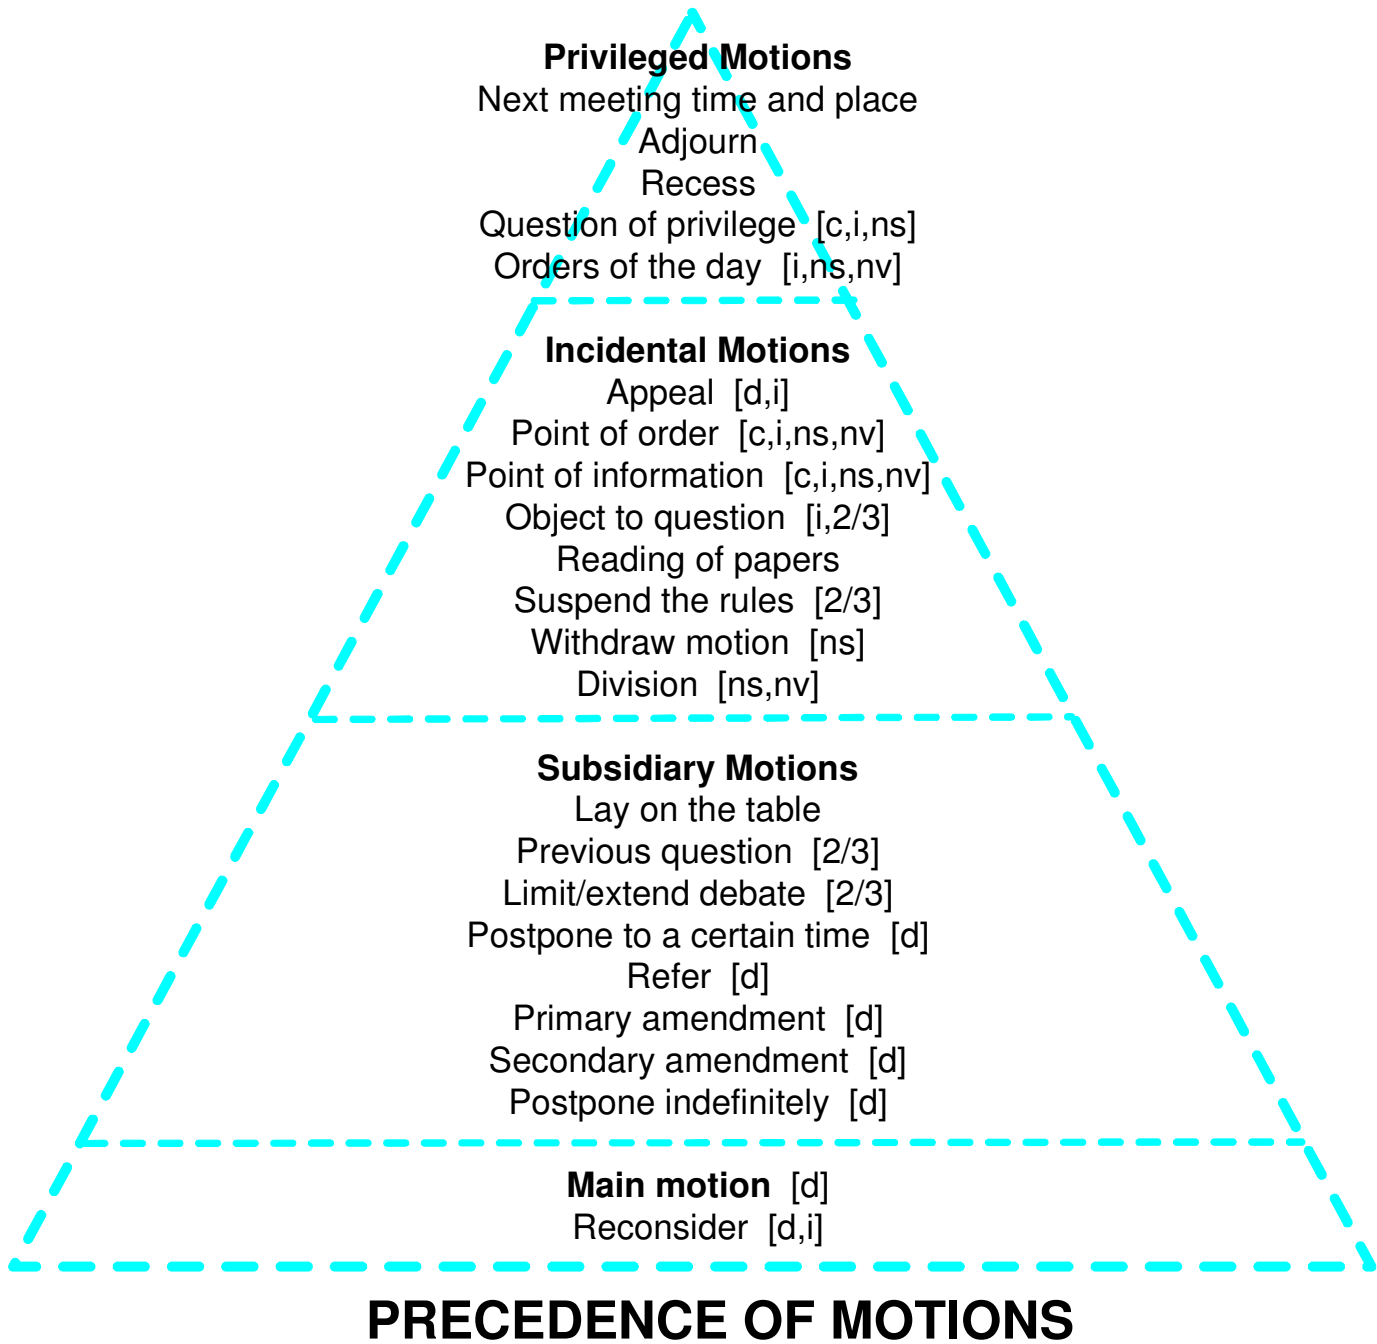 Privileged Motions
Next meeting time and place
Adjourn
Recess
Question of privilege [c,i,ns]
Orders of the day [i,ns,nv]
Incidental Motions
Appeal [d,i]
Point of order [c,i,ns,nv]
Point of information [c,i,ns,nv]
Object to question [i,2/3]
Reading of papers
Suspend the rules [2/3]
Withdraw motion [ns]
Division [ns,nv]
Subsidiary Motions
Lay on the table
Previous question [2/3]
Limit/extend debate [2/3]
Postpone to a certain time [d]
Refer [d]
Primary amendment [d]
Secondary amendment [d]
Postpone indefinitely [d]
Main motion [d]
Reconsider [d,i]
PRECEDENCE OF MOTIONS